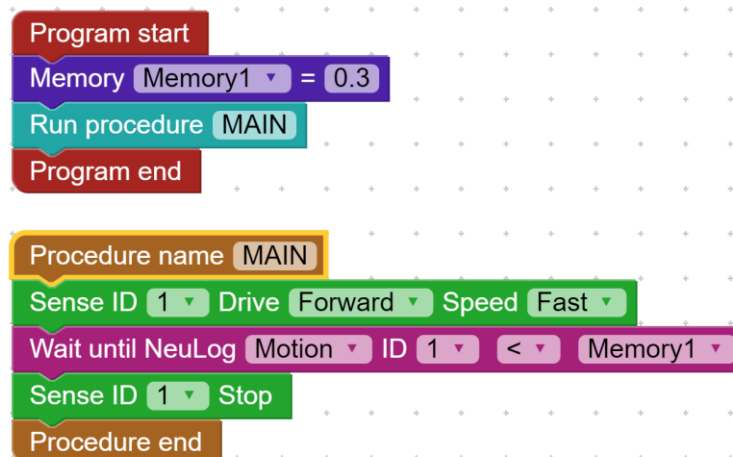 Program start
Memory Memory1 = 0.3
Run procedure MAIN
Program end
Procedure name MAIN
Sense ID 1 Drive Forward Speed Fast
Wait until NeuLog Motion ID 1 < Memory1
Sense ID 1 Stop
Procedure end